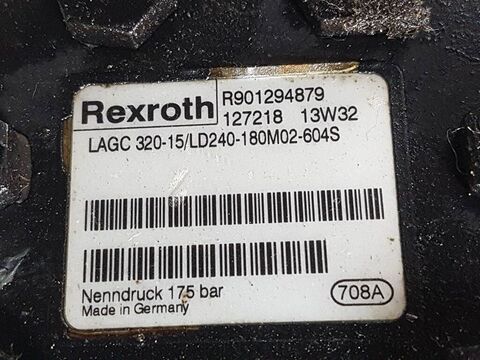 Rexroth R901294879
127218 13W32
LAGC 320-15/LD240-180M02-604S
Nenndruck 175 bar
Made in Germany
708A